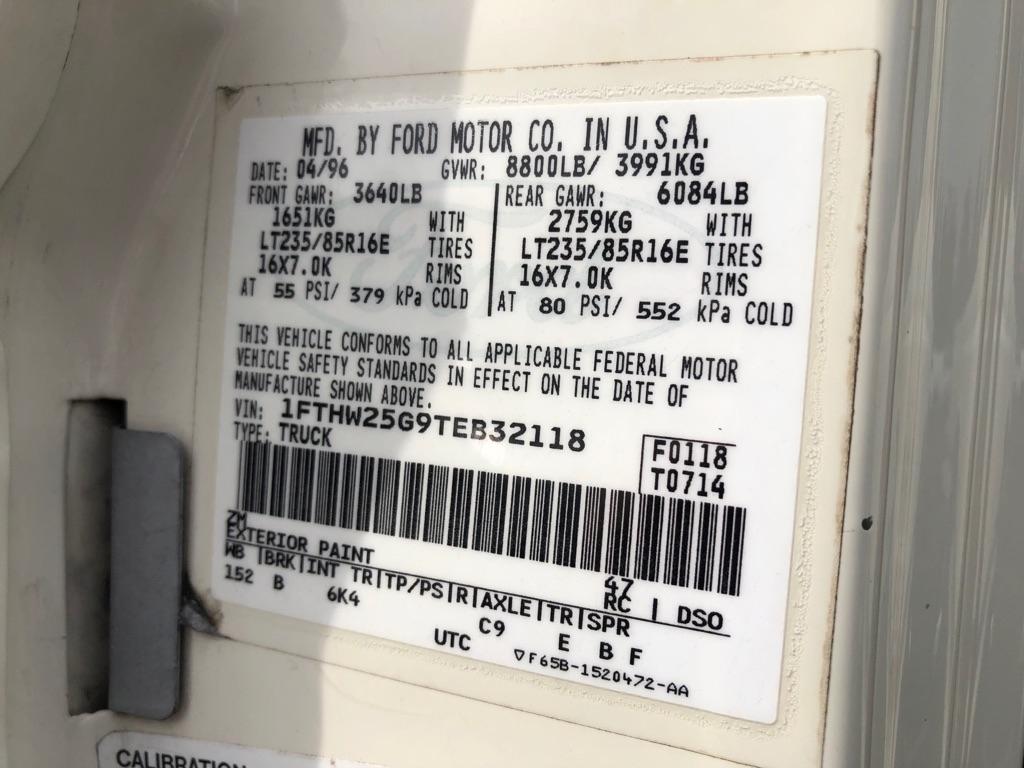 MFD. BY FORD MOTOR CO. IN U.S.A.
DATE: 04/96 GVWR: 8800LB/ 3991KG
FRONT GAWR: 3640LB REAR GAWR: 6084LB
1651KG WITH 2759KG WITH
LT235/85R16E TIRES LT235/85R16E TIRES
16X7.0K RIMS 16X7.0K RIMS
AT 55 PSI/ 379 kPa COLD AT 80 PSI/ 552 kPa COLD
THIS VEHICLE CONFORMS TO ALL APPLICABLE FEDERAL MOTOR
VEHICLE SAFETY STANDARDS IN EFFECT ON THE DATE OF
MANUFACTURE SHOWN ABOVE.
VIN: 1FTHW25G9TEB32118
TYPE: TRUCK
F0118
T0714
ZM
EXTERIOR PAINT 47
WB |BRK|INT TR|TP/PS|R|AXLE|TR|SPR RC | DSO
152 B 6K4 C9 E B F
UTC ▽F65B-1520472-AA
Ford
CALIBRATION